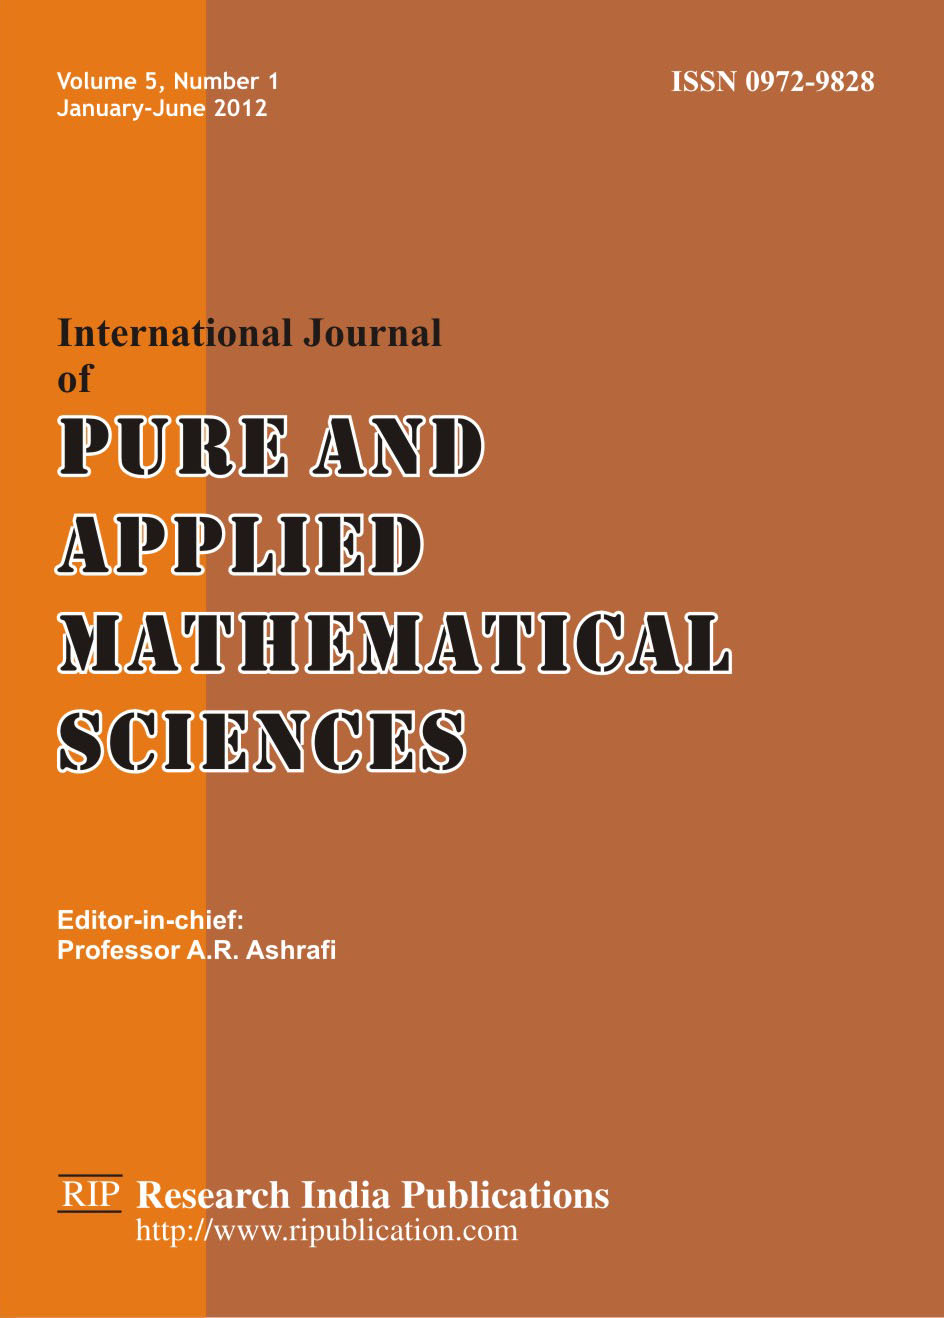 Volume 5, Number 1
January-June 2012
ISSN 0972-9828
International Journal
of
PURE AND
APPLIED
MATHEMATICAL
SCIENCES
Editor-in-chief:
Professor A.R. Ashrafi
RIP Research India Publications
http://www.ripublication.com